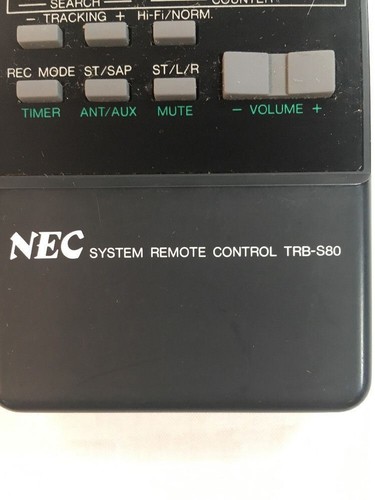 SEARCH COUNTER
- TRACKING + Hi-Fi/NORM.
REC MODE ST/SAP ST/L/R
TIMER ANT/AUX MUTE - VOLUME +
NEC SYSTEM REMOTE CONTROL TRB-S80